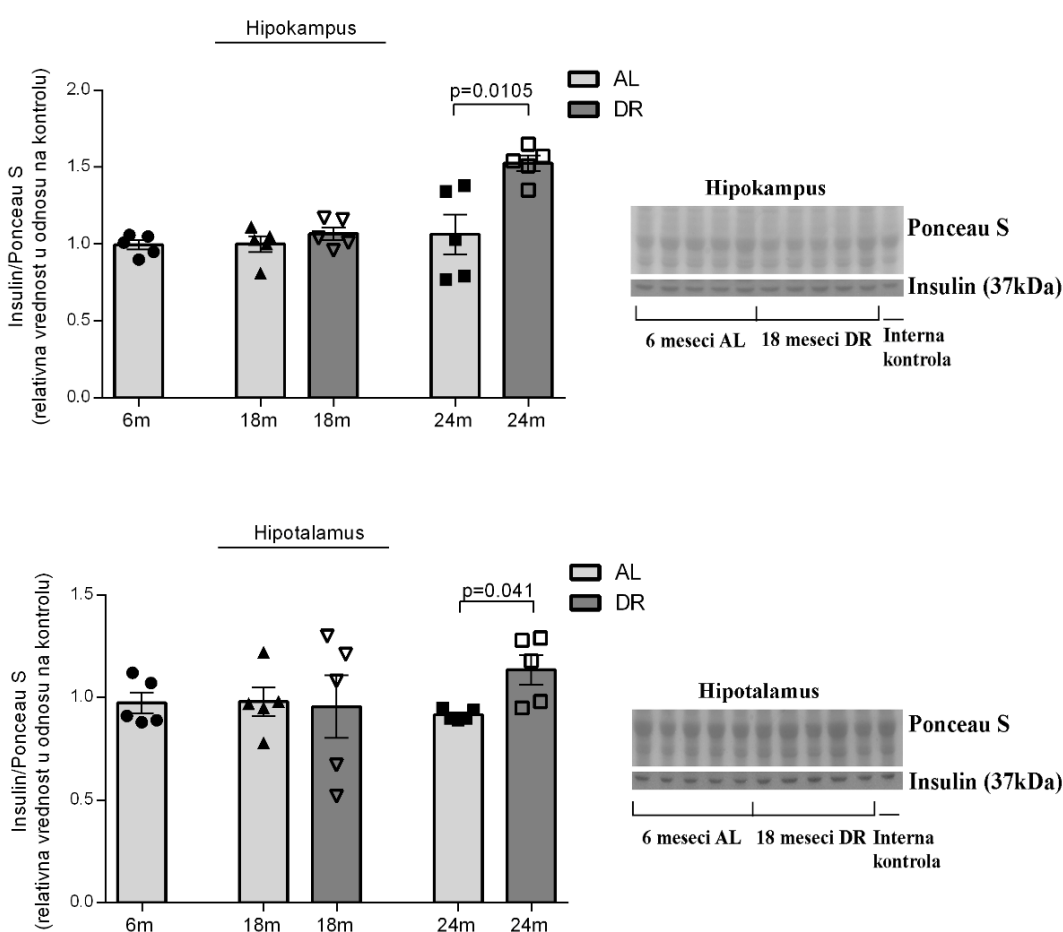 Hipokampus
AL
DR
p=0.0105
Insulin/Ponceau S
(relativna vrednost u odnosu na kontrolu)
2.0
1.5
1.0
0.5
0.0
6m
18m
18m
24m
24m
Hipokampus
Ponceau S
Insulin (37kDa)
6 meseci AL
18 meseci DR
Interna
kontrola
Hipotalamus
AL
DR
p=0.041
Insulin/Ponceau S
(relativna vrednost u odnosu na kontrolu)
1.5
1.0
0.5
0.0
6m
18m
18m
24m
24m
Hipotalamus
Ponceau S
Insulin (37kDa)
6 meseci AL
18 meseci DR
Interna
kontrola